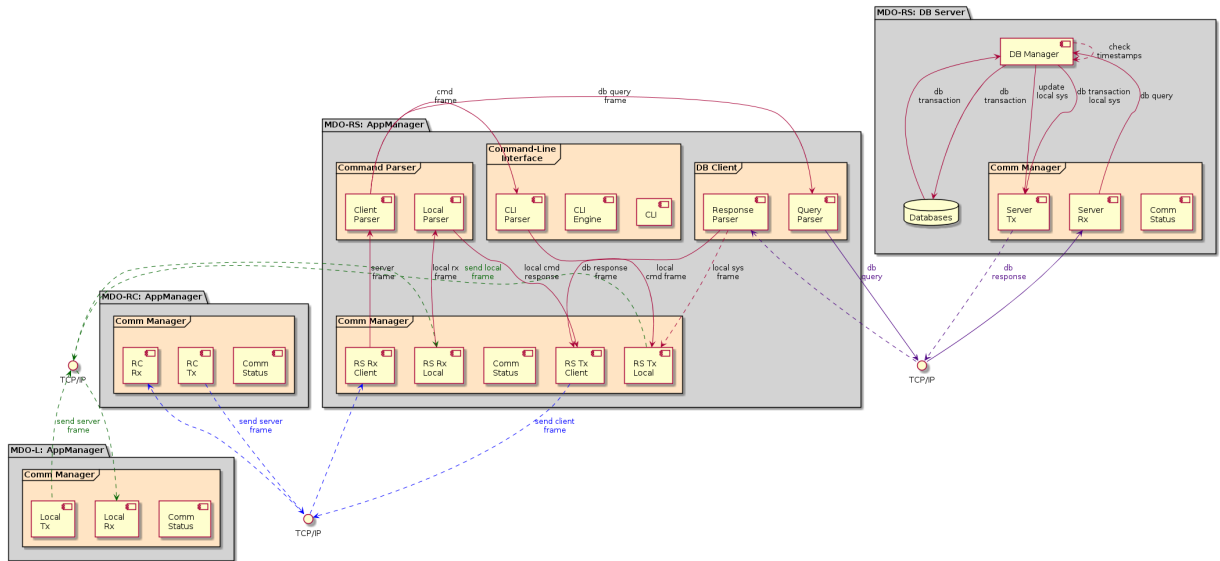 MDO-RS: DB Server
DB Manager
check
timestamps
db
transaction
db
transaction
update
local sys
db transaction
local sys
db query
cmd
frame
db query
frame
MDO-RS: AppManager
Command Parser
Client
Parser
Local
Parser
Command-Line
Interface
CLI
Parser
CLI
Engine
CLI
DB Client
Response
Parser
Query
Parser
Databases
Comm Manager
Server
Tx
Server
Rx
Comm
Status
server
frame
local rx
frame
send local
frame
local cmd
response
db response
frame
local
cmd frame
local sys
frame
db
query
db
response
MDO-RC: AppManager
Comm Manager
RC
Rx
RC
Tx
Comm
Status
Comm Manager
RS Rx
Client
RS Rx
Local
Comm
Status
RS Tx
Client
RS Tx
Local
TCP/IP
TCP/IP
send server
frame
send server
frame
send client
frame
MDO-L: AppManager
Comm Manager
Local
Tx
Local
Rx
Comm
Status
TCP/IP